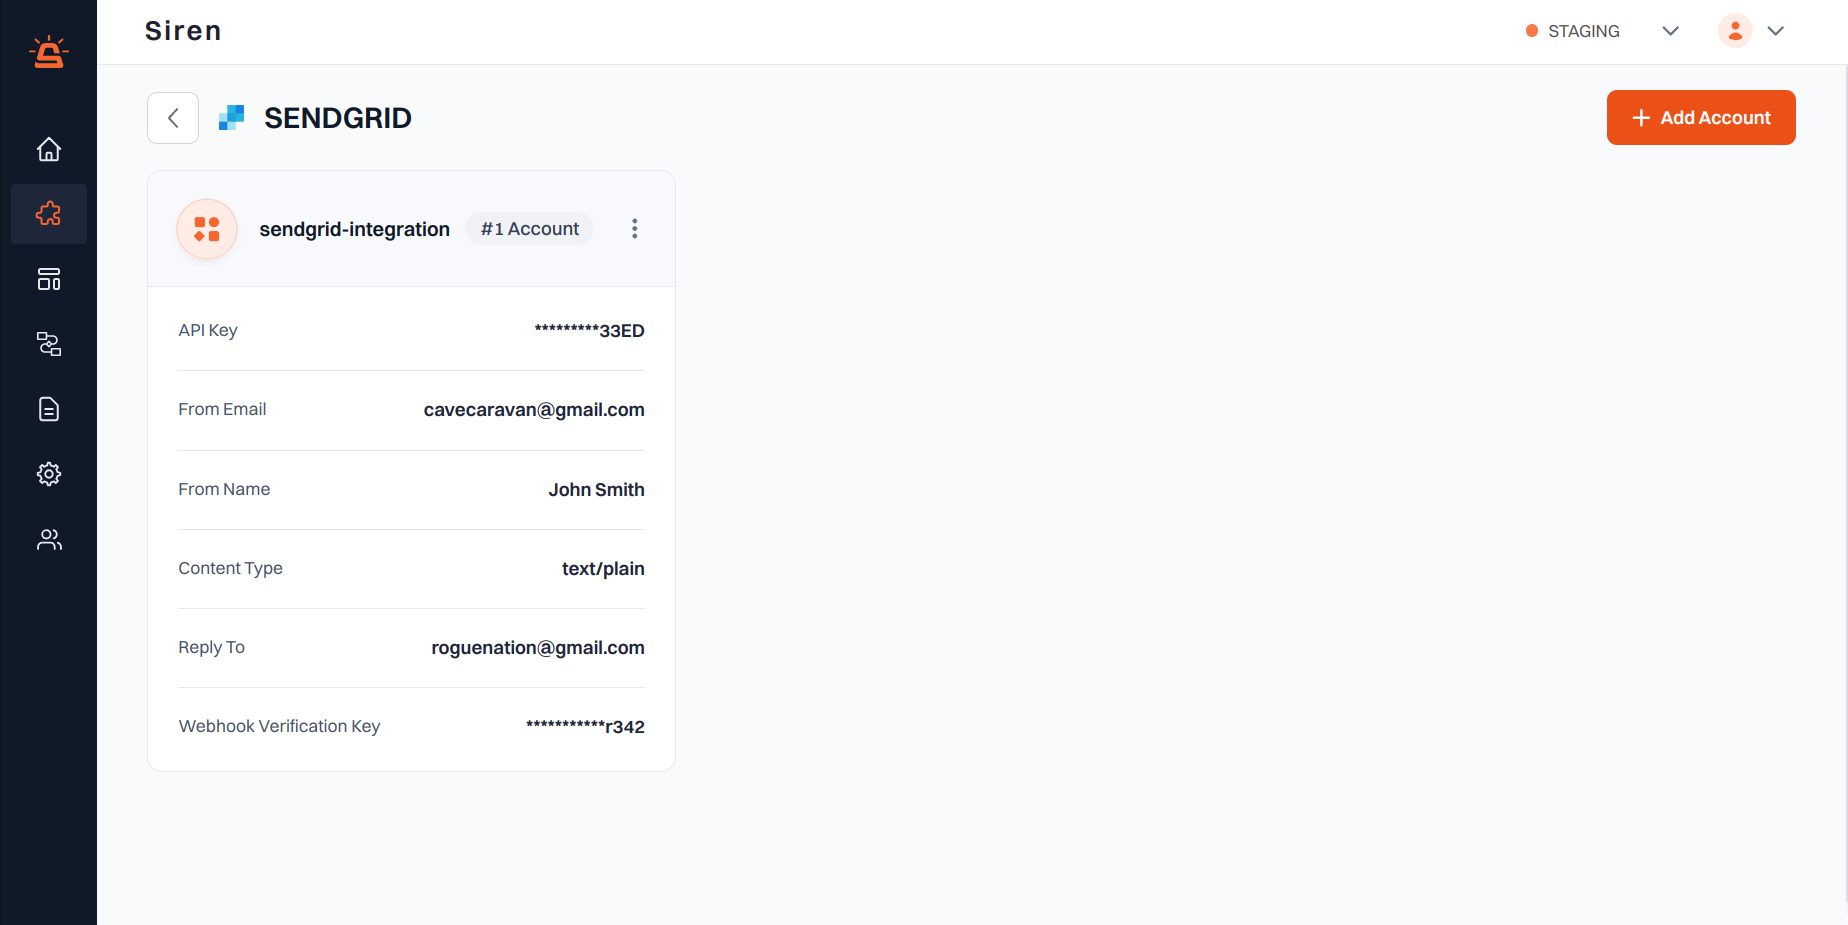 Siren
STAGING
SENDGRID
Add Account
sendgrid-integration #1 Account
API Key *********33ED
From Email cavecaravan@gmail.com
From Name John Smith
Content Type text/plain
Reply To roguenation@gmail.com
Webhook Verification Key ***********r342